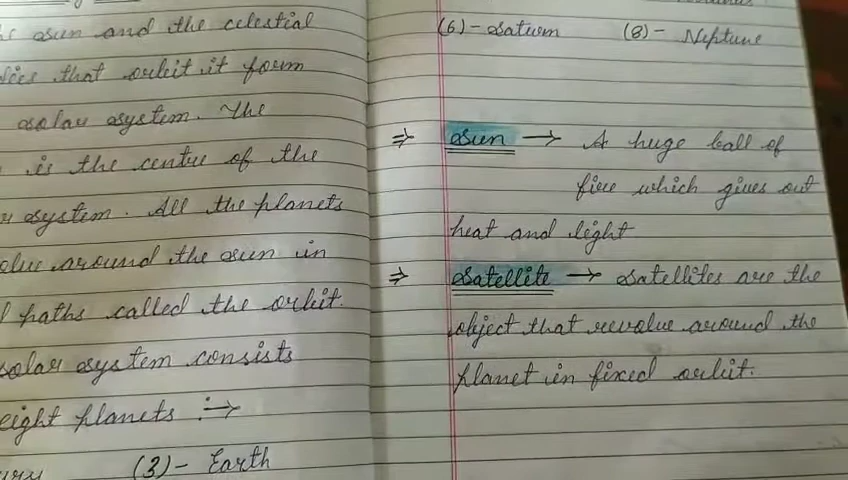 sun and the celestial
that orbit it form
solar system. The
is the centre of the
system. All the planets
around the sun in
paths called the orbit.
solar system consists
eight planets :→
(3)- Earth
(6)- Saturn (8)- Neptune
⇒ Sun → A huge ball of
fire which gives out
heat and light
⇒ Satellite → Satellites are the
object that revolve around the
planet in fixed orbit.